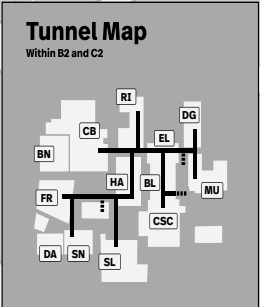 Tunnel Map
Within B2 and C2
RI
DG
CB
EL
BN
HA
BL
MU
FR
CSC
DA
SN
SL